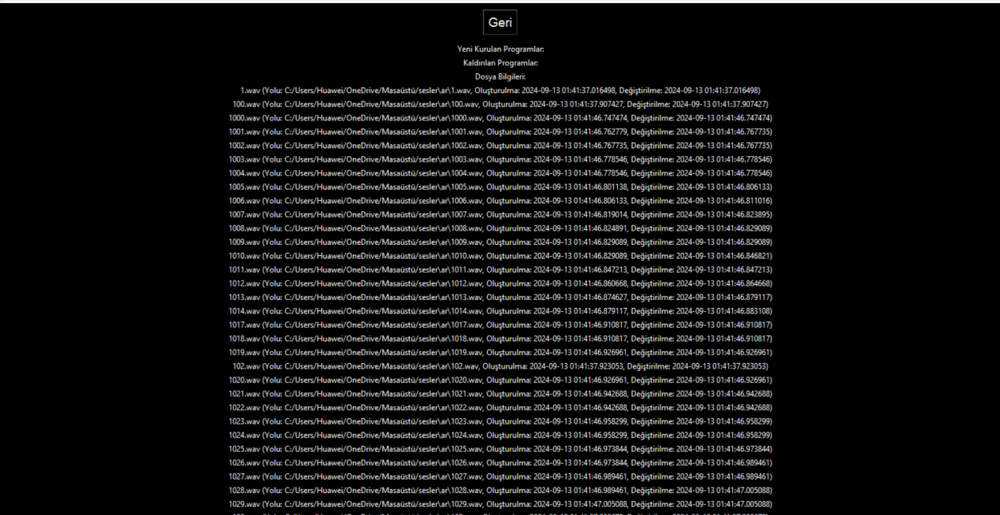 Geri
Yeni Kurulan Programlar:
Kaldırılan Programlar:
Dosya Bilgileri:
1.wav (Yolu: C:/Users/Huawei/OneDrive/Masaüstü/sesler\ar\1.wav, Oluşturulma: 2024-09-13 01:41:37.016498, Değiştirilme: 2024-09-13 01:41:37.016498)
100.wav (Yolu: C:/Users/Huawei/OneDrive/Masaüstü/sesler\ar\100.wav, Oluşturulma: 2024-09-13 01:41:37.907427, Değiştirilme: 2024-09-13 01:41:37.907427)
1000.wav (Yolu: C:/Users/Huawei/OneDrive/Masaüstü/sesler\ar\1000.wav, Oluşturulma: 2024-09-13 01:41:46.747474, Değiştirilme: 2024-09-13 01:41:46.747474)
1001.wav (Yolu: C:/Users/Huawei/OneDrive/Masaüstü/sesler\ar\1001.wav, Oluşturulma: 2024-09-13 01:41:46.762779, Değiştirilme: 2024-09-13 01:41:46.767735)
1002.wav (Yolu: C:/Users/Huawei/OneDrive/Masaüstü/sesler\ar\1002.wav, Oluşturulma: 2024-09-13 01:41:46.767735, Değiştirilme: 2024-09-13 01:41:46.767735)
1003.wav (Yolu: C:/Users/Huawei/OneDrive/Masaüstü/sesler\ar\1003.wav, Oluşturulma: 2024-09-13 01:41:46.778546, Değiştirilme: 2024-09-13 01:41:46.778546)
1004.wav (Yolu: C:/Users/Huawei/OneDrive/Masaüstü/sesler\ar\1004.wav, Oluşturulma: 2024-09-13 01:41:46.778546, Değiştirilme: 2024-09-13 01:41:46.778546)
1005.wav (Yolu: C:/Users/Huawei/OneDrive/Masaüstü/sesler\ar\1005.wav, Oluşturulma: 2024-09-13 01:41:46.801138, Değiştirilme: 2024-09-13 01:41:46.806133)
1006.wav (Yolu: C:/Users/Huawei/OneDrive/Masaüstü/sesler\ar\1006.wav, Oluşturulma: 2024-09-13 01:41:46.806133, Değiştirilme: 2024-09-13 01:41:46.811016)
1007.wav (Yolu: C:/Users/Huawei/OneDrive/Masaüstü/sesler\ar\1007.wav, Oluşturulma: 2024-09-13 01:41:46.819014, Değiştirilme: 2024-09-13 01:41:46.823895)
1008.wav (Yolu: C:/Users/Huawei/OneDrive/Masaüstü/sesler\ar\1008.wav, Oluşturulma: 2024-09-13 01:41:46.824891, Değiştirilme: 2024-09-13 01:41:46.829089)
1009.wav (Yolu: C:/Users/Huawei/OneDrive/Masaüstü/sesler\ar\1009.wav, Oluşturulma: 2024-09-13 01:41:46.829089, Değiştirilme: 2024-09-13 01:41:46.829089)
1010.wav (Yolu: C:/Users/Huawei/OneDrive/Masaüstü/sesler\ar\1010.wav, Oluşturulma: 2024-09-13 01:41:46.829089, Değiştirilme: 2024-09-13 01:41:46.846821)
1011.wav (Yolu: C:/Users/Huawei/OneDrive/Masaüstü/sesler\ar\1011.wav, Oluşturulma: 2024-09-13 01:41:46.847213, Değiştirilme: 2024-09-13 01:41:46.847213)
1012.wav (Yolu: C:/Users/Huawei/OneDrive/Masaüstü/sesler\ar\1012.wav, Oluşturulma: 2024-09-13 01:41:46.860668, Değiştirilme: 2024-09-13 01:41:46.864668)
1013.wav (Yolu: C:/Users/Huawei/OneDrive/Masaüstü/sesler\ar\1013.wav, Oluşturulma: 2024-09-13 01:41:46.874627, Değiştirilme: 2024-09-13 01:41:46.879117)
1014.wav (Yolu: C:/Users/Huawei/OneDrive/Masaüstü/sesler\ar\1014.wav, Oluşturulma: 2024-09-13 01:41:46.879117, Değiştirilme: 2024-09-13 01:41:46.883108)
1017.wav (Yolu: C:/Users/Huawei/OneDrive/Masaüstü/sesler\ar\1017.wav, Oluşturulma: 2024-09-13 01:41:46.910817, Değiştirilme: 2024-09-13 01:41:46.910817)
1018.wav (Yolu: C:/Users/Huawei/OneDrive/Masaüstü/sesler\ar\1018.wav, Oluşturulma: 2024-09-13 01:41:46.910817, Değiştirilme: 2024-09-13 01:41:46.910817)
1019.wav (Yolu: C:/Users/Huawei/OneDrive/Masaüstü/sesler\ar\1019.wav, Oluşturulma: 2024-09-13 01:41:46.926961, Değiştirilme: 2024-09-13 01:41:46.926961)
102.wav (Yolu: C:/Users/Huawei/OneDrive/Masaüstü/sesler\ar\102.wav, Oluşturulma: 2024-09-13 01:41:37.923053, Değiştirilme: 2024-09-13 01:41:37.923053)
1020.wav (Yolu: C:/Users/Huawei/OneDrive/Masaüstü/sesler\ar\1020.wav, Oluşturulma: 2024-09-13 01:41:46.926961, Değiştirilme: 2024-09-13 01:41:46.926961)
1021.wav (Yolu: C:/Users/Huawei/OneDrive/Masaüstü/sesler\ar\1021.wav, Oluşturulma: 2024-09-13 01:41:46.942688, Değiştirilme: 2024-09-13 01:41:46.942688)
1022.wav (Yolu: C:/Users/Huawei/OneDrive/Masaüstü/sesler\ar\1022.wav, Oluşturulma: 2024-09-13 01:41:46.942688, Değiştirilme: 2024-09-13 01:41:46.942688)
1023.wav (Yolu: C:/Users/Huawei/OneDrive/Masaüstü/sesler\ar\1023.wav, Oluşturulma: 2024-09-13 01:41:46.958299, Değiştirilme: 2024-09-13 01:41:46.958299)
1024.wav (Yolu: C:/Users/Huawei/OneDrive/Masaüstü/sesler\ar\1024.wav, Oluşturulma: 2024-09-13 01:41:46.958299, Değiştirilme: 2024-09-13 01:41:46.958299)
1025.wav (Yolu: C:/Users/Huawei/OneDrive/Masaüstü/sesler\ar\1025.wav, Oluşturulma: 2024-09-13 01:41:46.973844, Değiştirilme: 2024-09-13 01:41:46.973844)
1026.wav (Yolu: C:/Users/Huawei/OneDrive/Masaüstü/sesler\ar\1026.wav, Oluşturulma: 2024-09-13 01:41:46.973844, Değiştirilme: 2024-09-13 01:41:46.989461)
1027.wav (Yolu: C:/Users/Huawei/OneDrive/Masaüstü/sesler\ar\1027.wav, Oluşturulma: 2024-09-13 01:41:46.989461, Değiştirilme: 2024-09-13 01:41:46.989461)
1028.wav (Yolu: C:/Users/Huawei/OneDrive/Masaüstü/sesler\ar\1028.wav, Oluşturulma: 2024-09-13 01:41:46.989461, Değiştirilme: 2024-09-13 01:41:47.005088)
1029.wav (Yolu: C:/Users/Huawei/OneDrive/Masaüstü/sesler\ar\1029.wav, Oluşturulma: 2024-09-13 01:41:47.005088, Değiştirilme: 2024-09-13 01:41:47.005088)